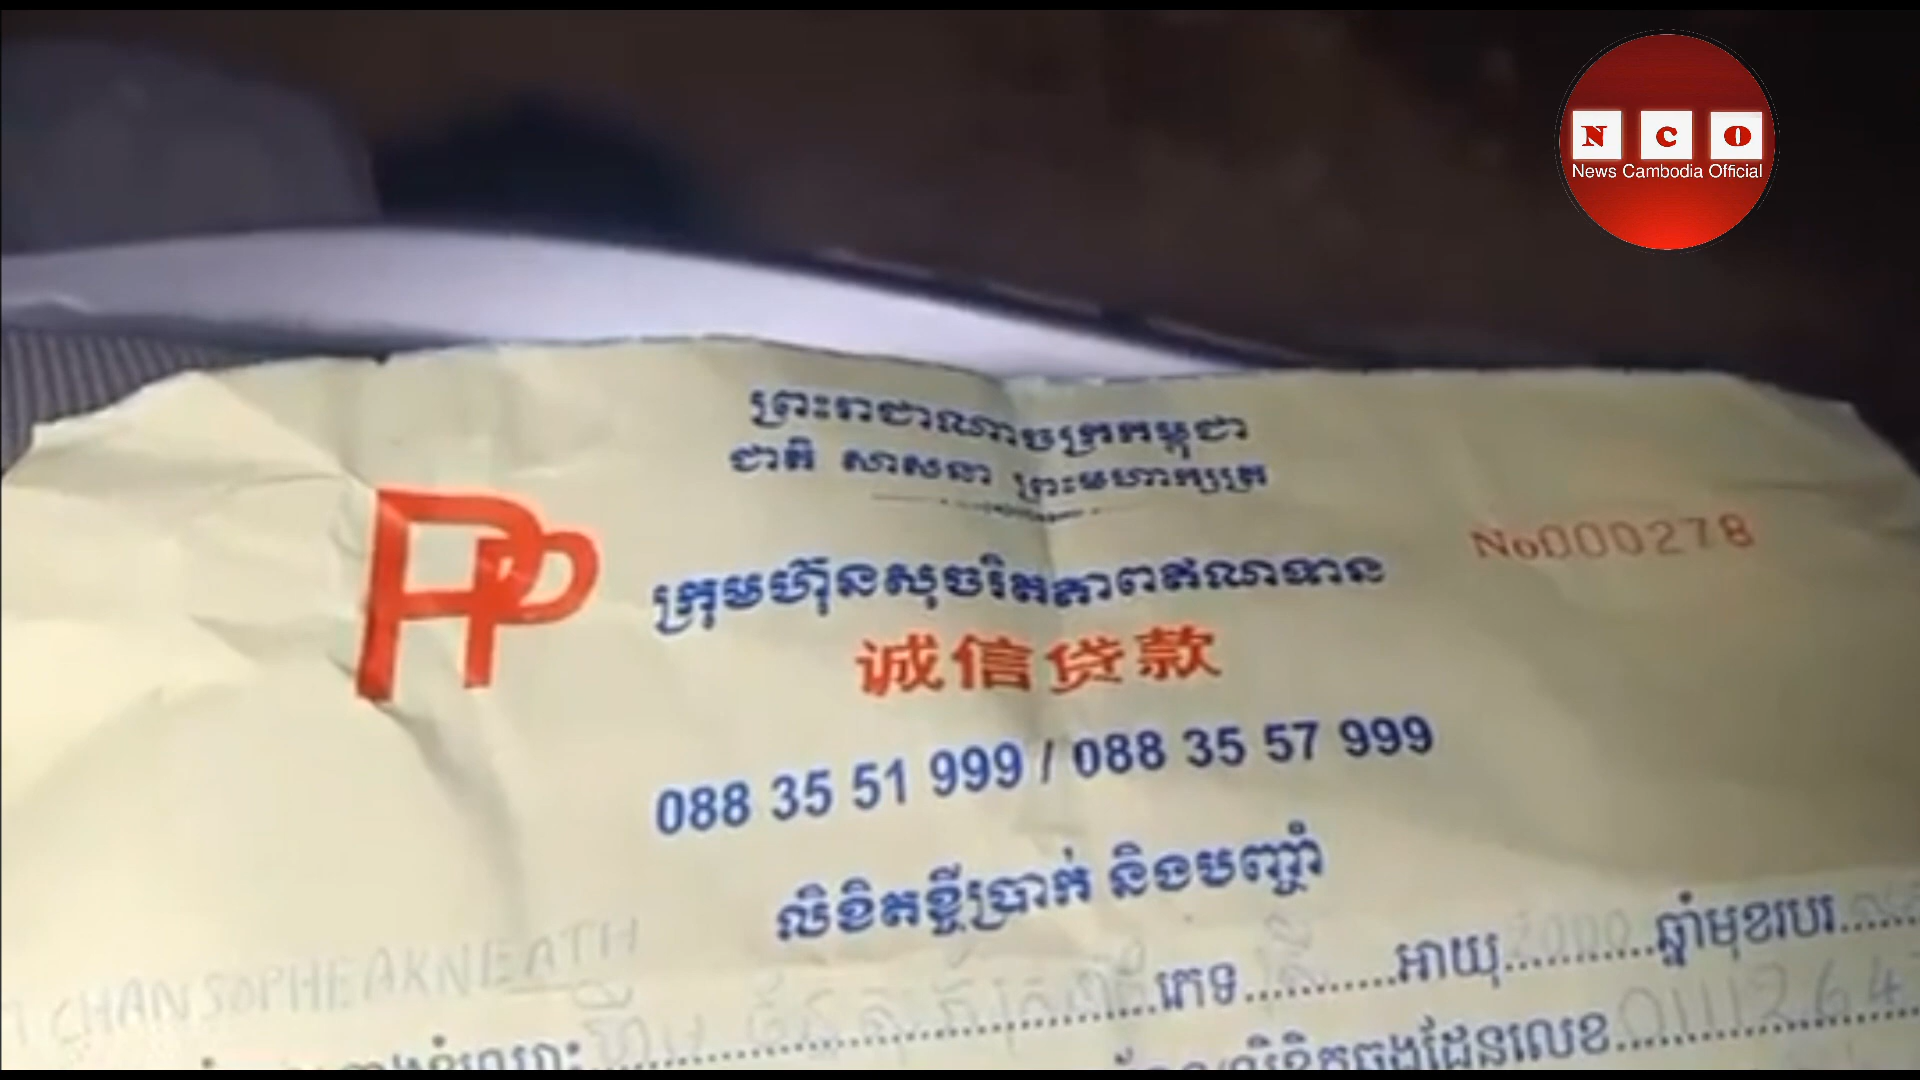 N C O
News Cambodia Official
ព្រះរាជាណាចក្រកម្ពុជា
ជាតិ សាសនា ព្រះមហាក្សត្រ
PP
No000278
ក្រុមហ៊ុនសុចរិតភាពឥណទាន
诚信贷款
088 35 51 999 / 088 35 57 999
លិខិតខ្ចីប្រាក់ និងបញ្ចាំ
CHANSOPHEAKNEATH
ភេទ..........អាយុ..........ឆ្នាំមុខរបរ.......